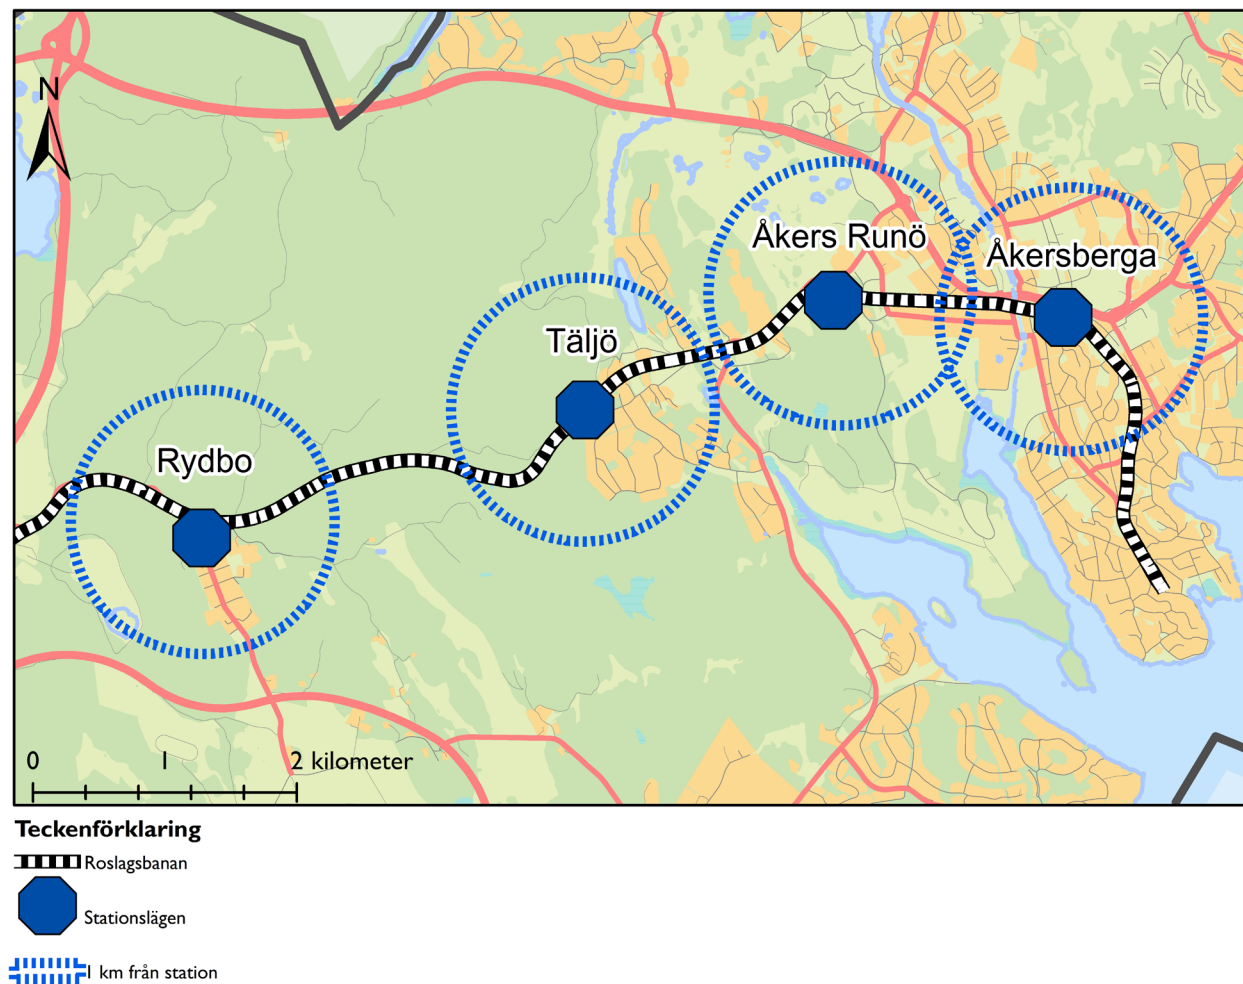 N
Åkers Runö
Åkersberga
Täljö
Rydbo
0 1 2 kilometer
Teckenförklaring
Roslagsbanan
Stationslägen
1 km från station